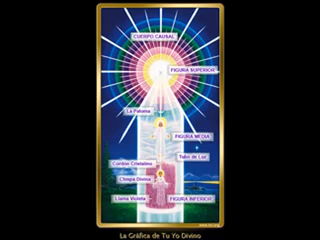 CUERPO CAUSAL
FIGURA SUPERIOR
La Paloma
FIGURA MEDIA
Tubo de Luz
Cordón Cristalino
Chispa Divina
Llama Violeta
FIGURA INFERIOR
La Gráfica de Tu Yo Divino